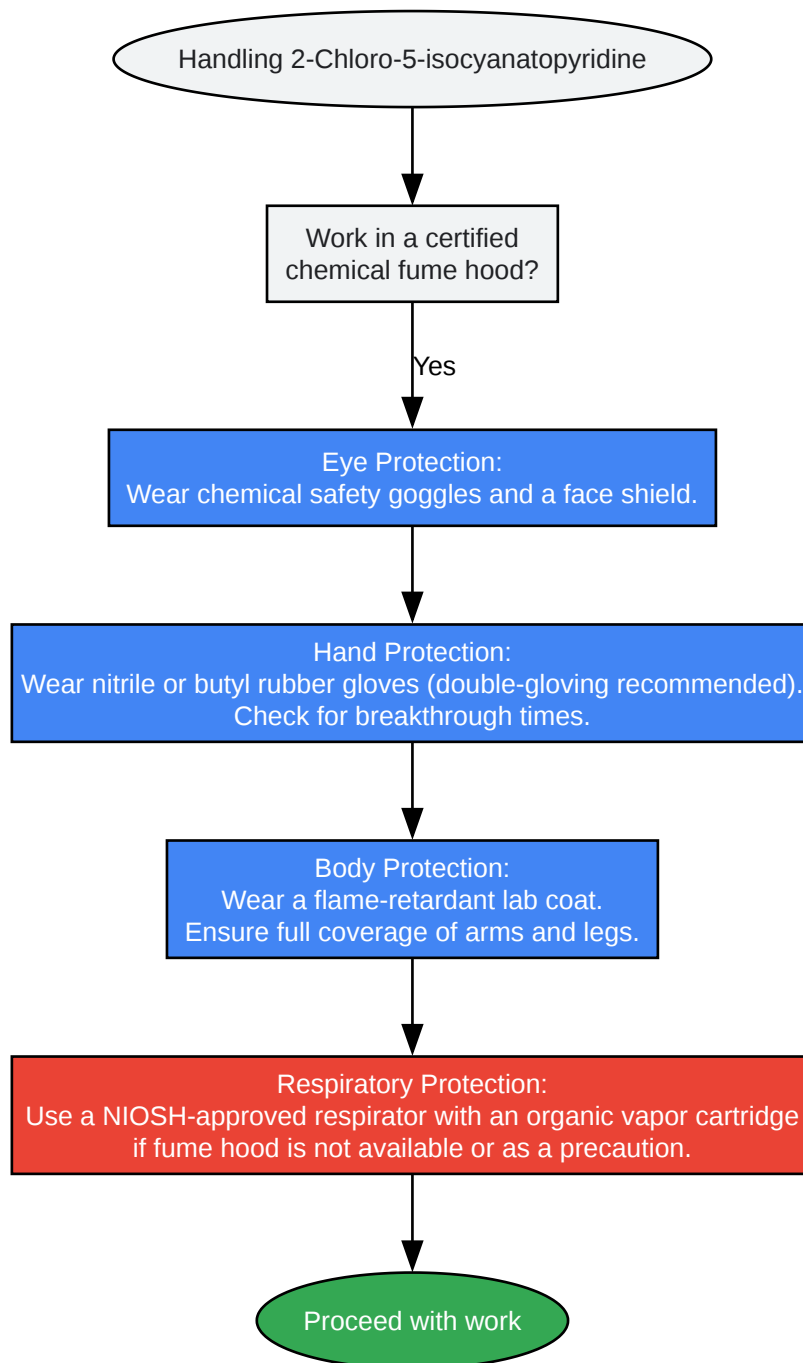 Handling 2-Chloro-5-isocyanatopyridine
Work in a certified
chemical fume hood?
Yes
Eye Protection:
Wear chemical safety goggles and a face shield.
Hand Protection:
Wear nitrile or butyl rubber gloves (double-gloving recommended).
Check for breakthrough times.
Body Protection:
Wear a flame-retardant lab coat.
Ensure full coverage of arms and legs.
Respiratory Protection:
Use a NIOSH-approved respirator with an organic vapor cartridge
if fume hood is not available or as a precaution.
Proceed with work